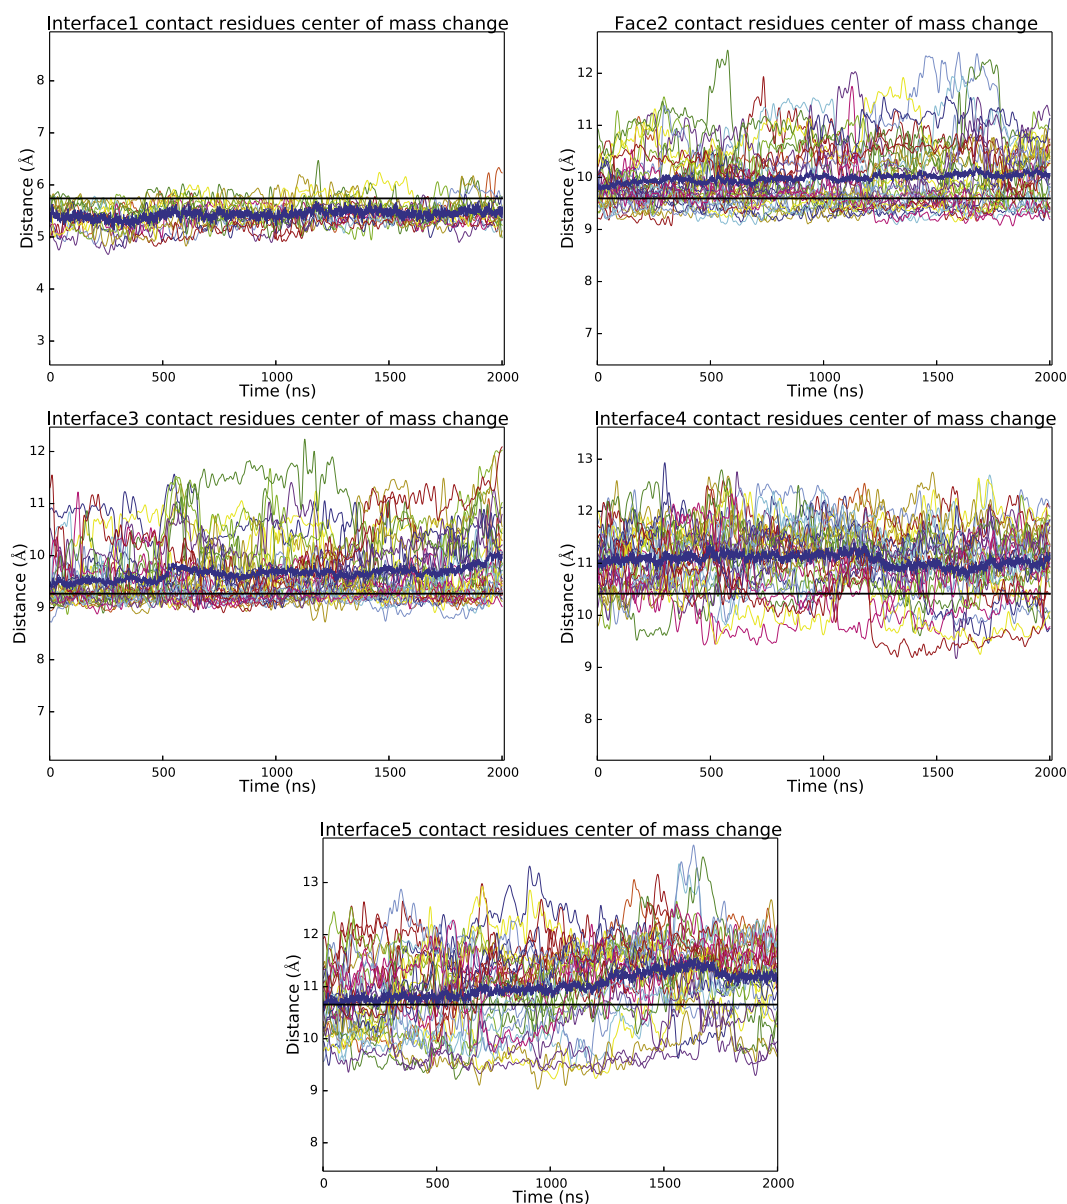 Interface1 contact residues center of mass change
Distance (Å)
8
7
6
5
4
3
0 500 1000 1500 2000
Time (ns)
Face2 contact residues center of mass change
Distance (Å)
12
11
10
9
8
7
0 500 1000 1500 2000
Time (ns)
Interface3 contact residues center of mass change
Distance (Å)
12
11
10
9
8
7
0 500 1000 1500 2000
Time (ns)
Interface4 contact residues center of mass change
Distance (Å)
13
12
11
10
9
8
0 500 1000 1500 2000
Time (ns)
Interface5 contact residues center of mass change
Distance (Å)
13
12
11
10
9
8
0 500 1000 1500 2000
Time (ns)